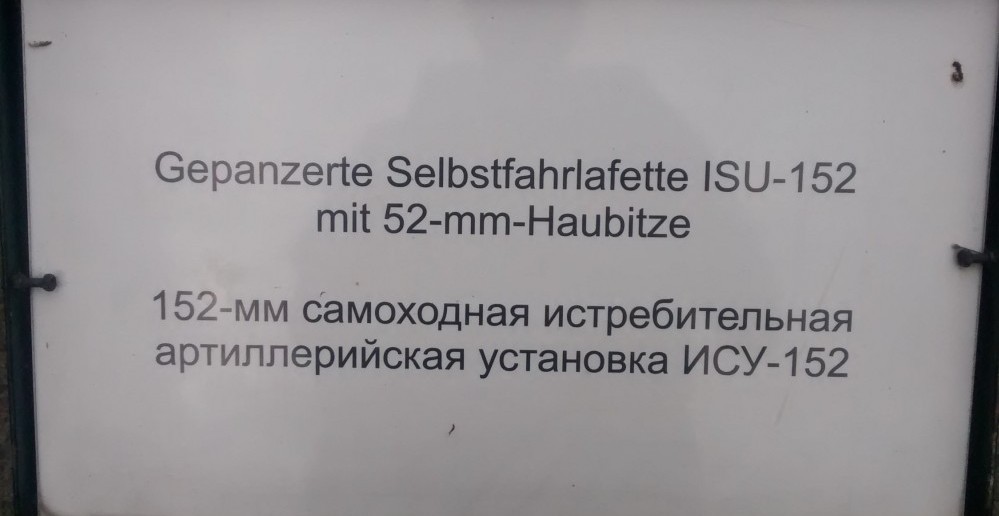 Gepanzerte Selbstfahrlafette ISU-152
mit 52-mm-Haubitze
152-мм самоходная истребительная
артиллерийская установка ИСУ-152